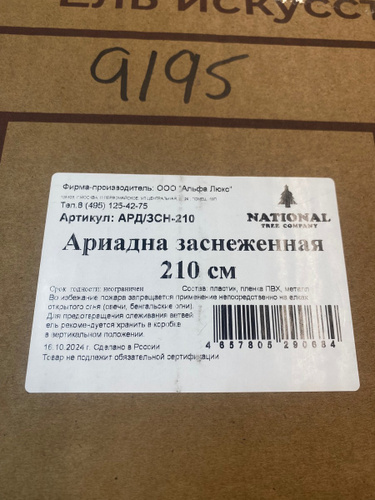 Ель искусст
9195
Фирма-производитель: ООО "Альфа Люкс"
Тел.8 (495) 125-42-75
Артикул: АРД/ЗСН-210
NATIONAL
TREE COMPANY
Ариадна заснеженная
210 см
Срок годности: неограничен
Состав: пластик, пленка ПВХ, металл
Во избежание пожара запрещается применение непосредственно на елках
открытого огня (свечи, бенгальские огни).
Для предотвращения слеживания ветвей
ель рекомендуется хранить в коробке
в вертикальном положении.
4 657805 290684
16.10.2024 г. Сделано в России
Товар не подлежит обязательной сертификации